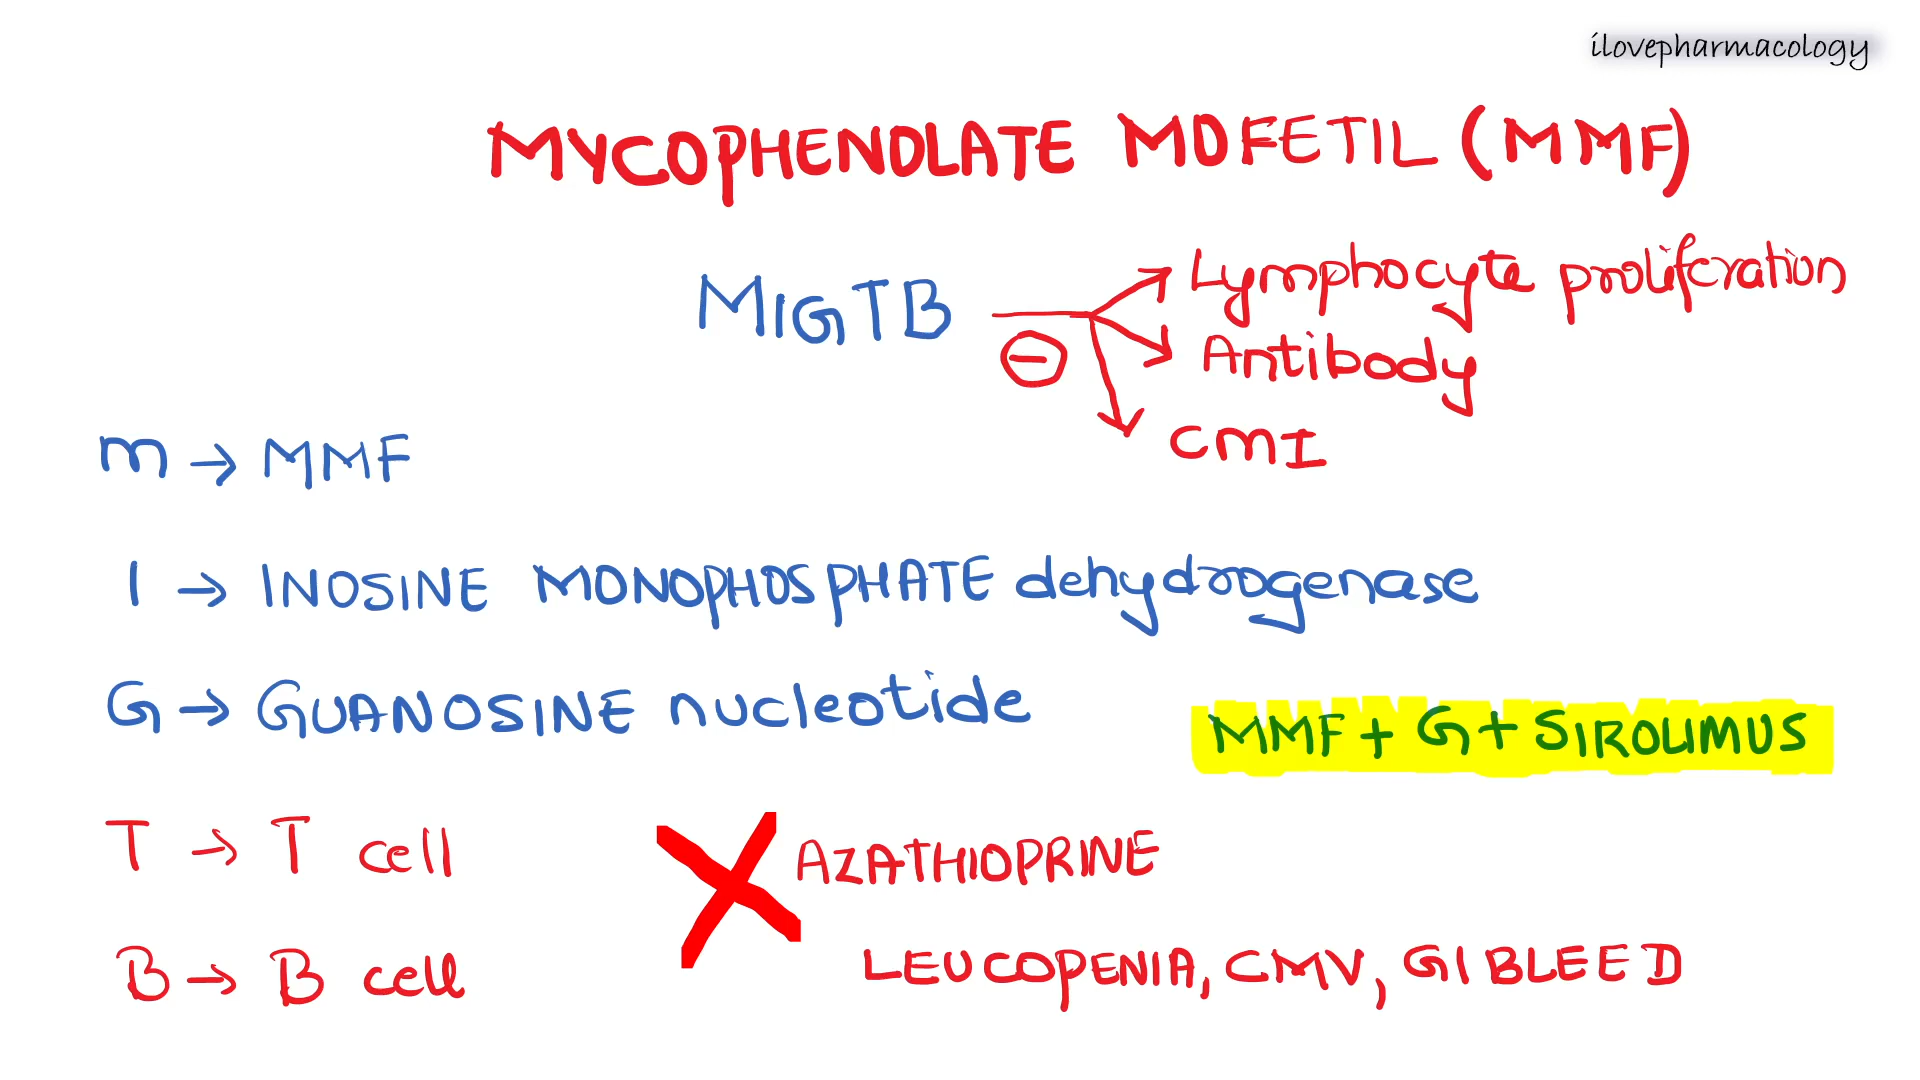 ilovepharmacology
MYCOPHENOLATE MOFETIL (MMF)
MIGTB
Lymphocyte proliferation
Antibody
CMI
m → MMF
I → INOSINE MONOPHOSPHATE dehydrogenase
G → GUANOSINE nucleotide
MMF + G + SIROLIMUS
T → T cell
AZATHIOPRINE
B → B cell
LEUCOPENIA, CMV, GI BLEED